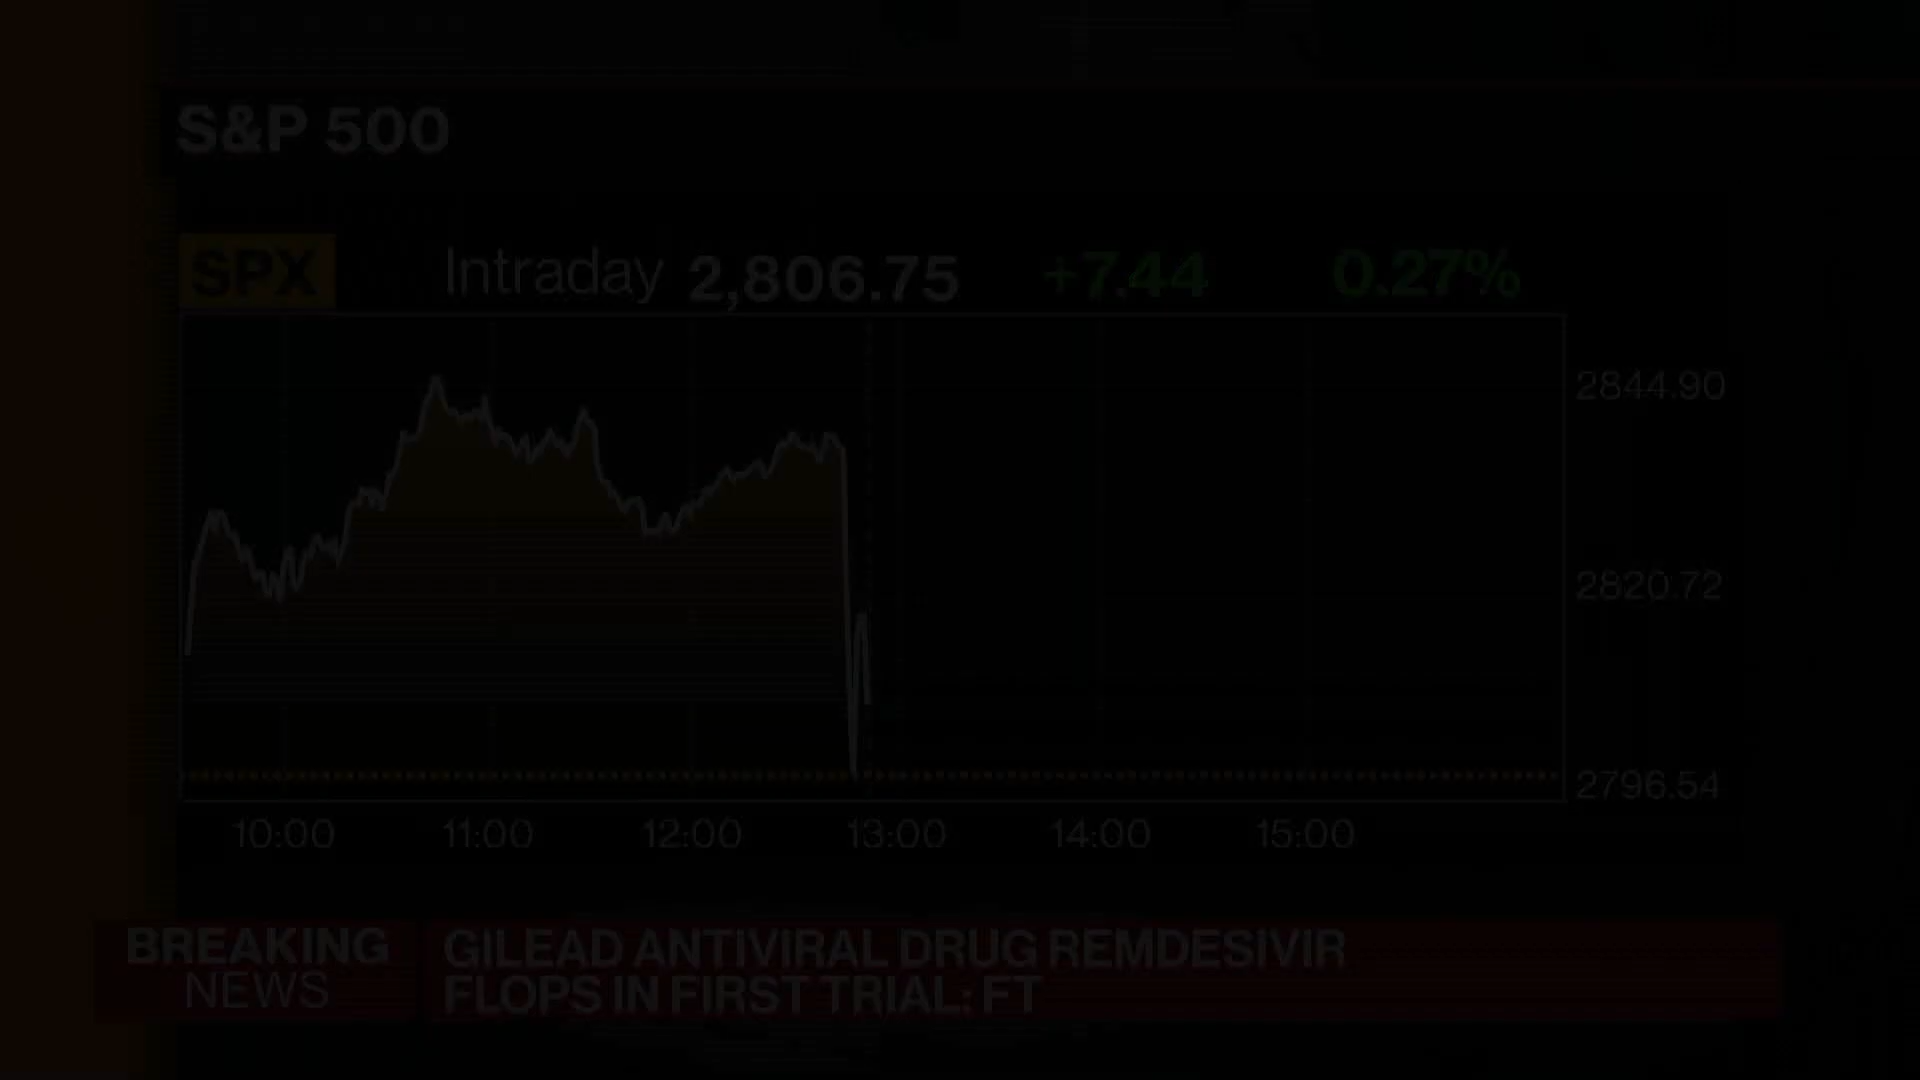 S&P 500
SPX Intraday 2,806.75 +7.44 0.27%
2844.90
2820.72
2796.54
10:00 11:00 12:00 13:00 14:00 15:00
BREAKING NEWS
GILEAD ANTIVIRAL DRUG REMDESIVIR
FLOPS IN FIRST TRIAL: FT